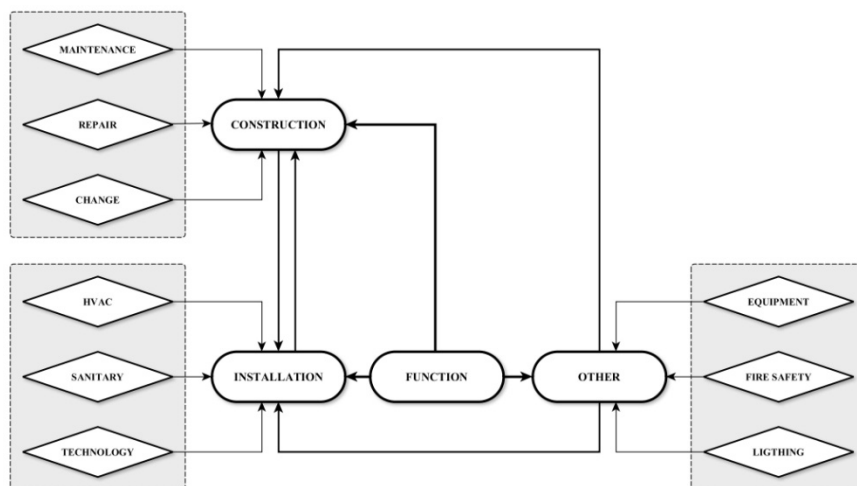 MAINTENANCE
REPAIR
CONSTRUCTION
CHANGE
HVAC
EQUIPMENT
SANITARY
INSTALLATION
FUNCTION
OTHER
FIRE SAFETY
TECHNOLOGY
LIGTHING